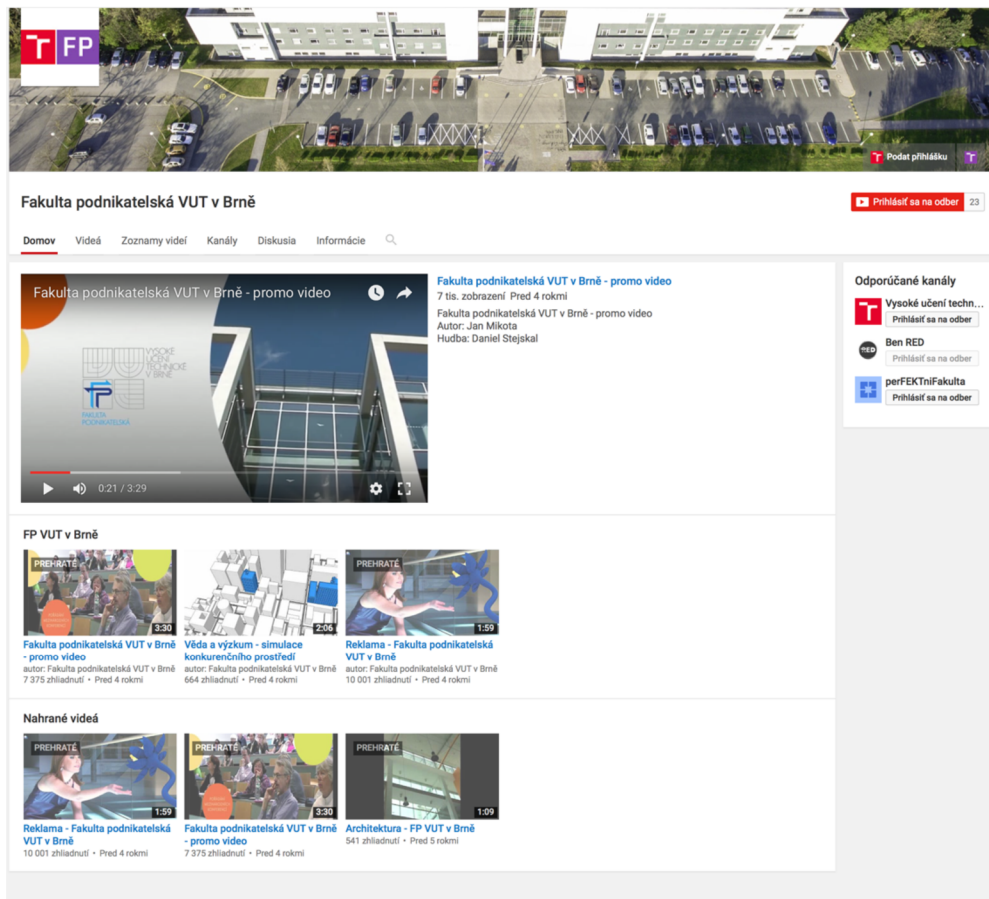 FP
Podat přihlášku
Fakulta podnikatelská VUT v Brně
Prihlásiť sa na odber 23
Domov Videá Zoznamy videí Kanály Diskusia Informácie
Fakulta podnikatelská VUT v Brně - promo video
VYSOKÉ
UČENÍ
TECHNICKÉ
V BRNĚ
FAKULTA
PODNIKATELSKÁ
0:21 / 3:29
Fakulta podnikatelská VUT v Brně - promo video
7 tis. zobrazení Pred 4 rokmi
Fakulta podnikatelská VUT v Brně - promo video
Autor: Jan Mikota
Hudba: Daniel Stejskal
Odporúčané kanály
Vysoké učení techn...
Prihlásiť sa na odber
RED
Ben RED
Prihlásiť sa na odber
perFEKTniFakulta
Prihlásiť sa na odber
FP VUT v Brně
PREHRATÉ
3:30
Fakulta podnikatelská VUT v Brně
- promo video
autor: Fakulta podnikatelská VUT v Brně
7 375 zhliadnutí • Pred 4 rokmi
2:06
Věda a výzkum - simulace
konkurenčního prostředí
autor: Fakulta podnikatelská VUT v Brně
664 zhliadnutí • Pred 4 rokmi
PREHRATÉ
1:59
Reklama - Fakulta podnikatelská
VUT v Brně
autor: Fakulta podnikatelská VUT v Brně
10 001 zhliadnutí • Pred 4 rokmi
Nahrané videá
PREHRATÉ
1:59
Reklama - Fakulta podnikatelská
VUT v Brně
10 001 zhliadnutí • Pred 4 rokmi
PREHRATÉ
3:30
Fakulta podnikatelská VUT v Brně
- promo video
7 375 zhliadnutí • Pred 4 rokmi
PREHRATÉ
1:09
Architektura - FP VUT v Brně
541 zhliadnutí • Pred 5 rokmi